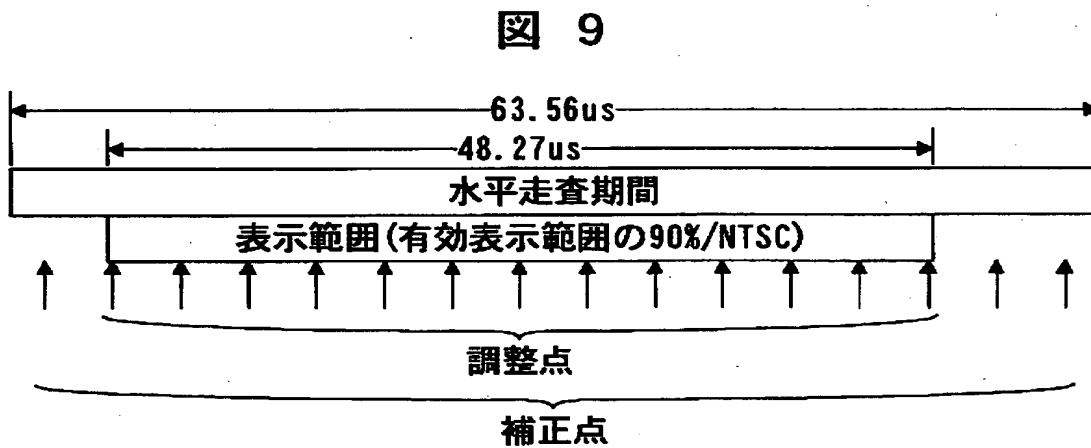 図 9
63.56us
48.27us
水平走査期間
表示範囲(有効表示範囲の90%/NTSC)
調整点
補正点